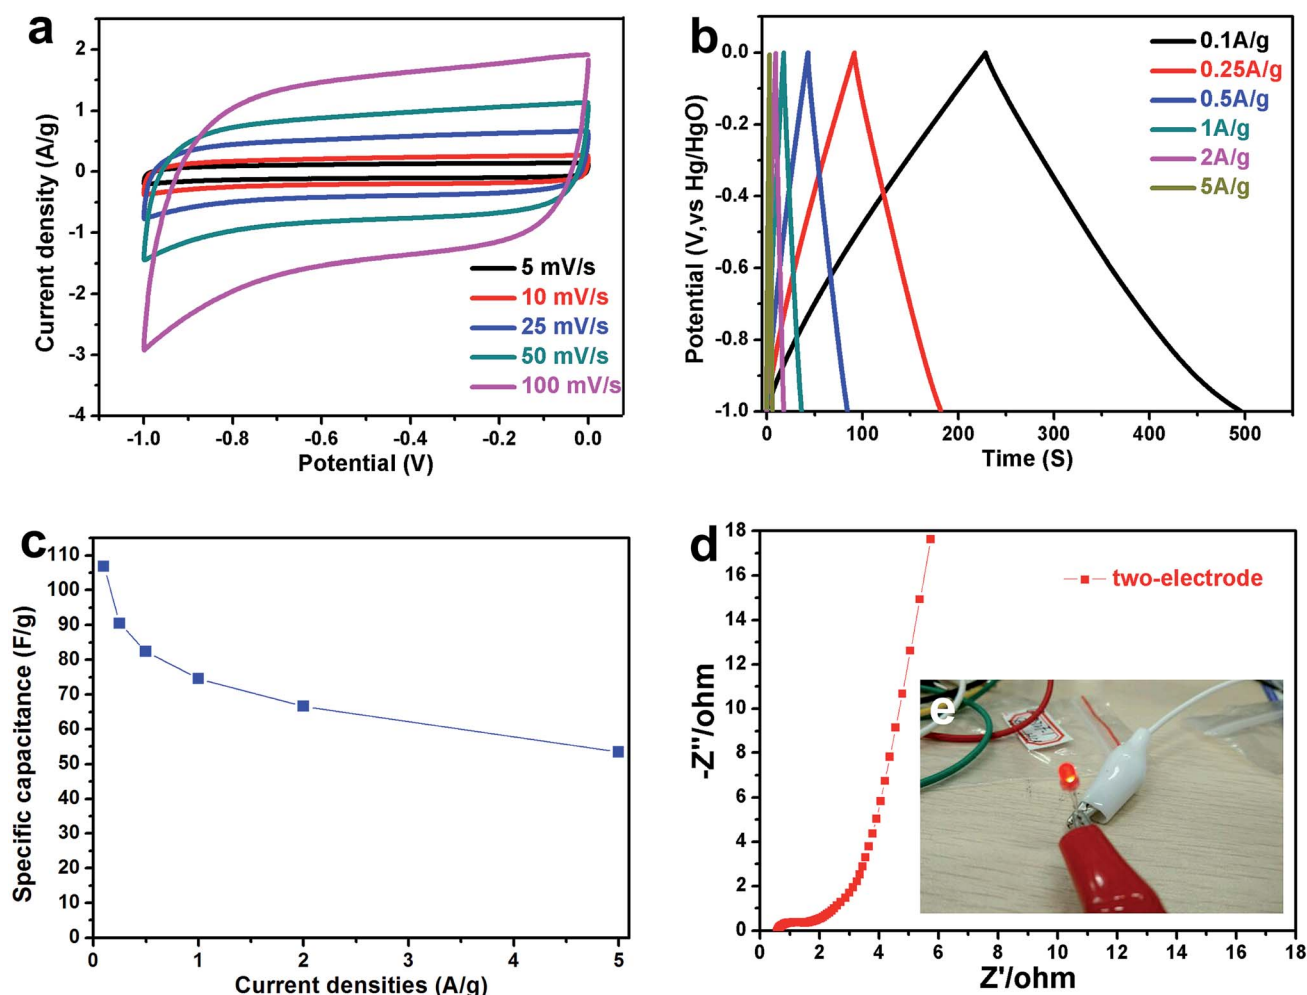 a
Current density (A/g)
2
1
0
-1
-2
-3
-4
-1.0 -0.8 -0.6 -0.4 -0.2 0.0
Potential (V)
5 mV/s
10 mV/s
25 mV/s
50 mV/s
100 mV/s
b
Potential (V,vs Hg/HgO)
0.0
-0.2
-0.4
-0.6
-0.8
-1.0
0 100 200 300 400 500
Time (S)
0.1A/g
0.25A/g
0.5A/g
1A/g
2A/g
5A/g
c
Specific capacitance (F/g)
110
100
90
80
70
60
50
40
30
20
10
0
0 1 2 3 4 5
Current densities (A/g)
d
-Z''/ohm
18
16
14
12
10
8
6
4
2
0
0 2 4 6 8 10 12 14 16 18
Z'/ohm
two-electrode
e